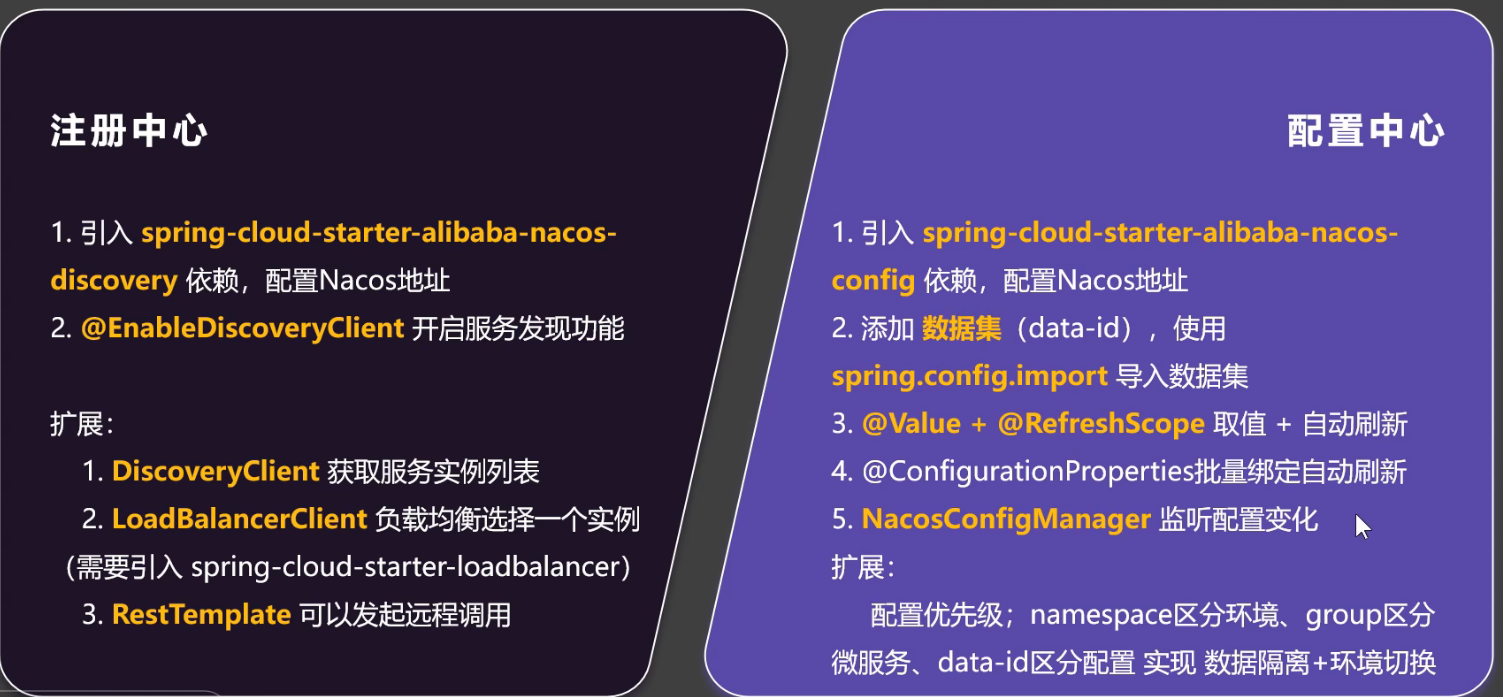 注册中心
1. 引入 spring-cloud-starter-alibaba-nacos-
discovery 依赖，配置Nacos地址
2. @EnableDiscoveryClient 开启服务发现功能
扩展：
1. DiscoveryClient 获取服务实例列表
2. LoadBalancerClient 负载均衡选择一个实例
（需要引入 spring-cloud-starter-loadbalancer）
3. RestTemplate 可以发起远程调用
配置中心
1. 引入 spring-cloud-starter-alibaba-nacos-
config 依赖，配置Nacos地址
2. 添加 数据集（data-id），使用
spring.config.import 导入数据集
3. @Value + @RefreshScope 取值 + 自动刷新
4. @ConfigurationProperties批量绑定自动刷新
5. NacosConfigManager 监听配置变化
扩展：
配置优先级；namespace区分环境、group区分
微服务、data-id区分配置 实现 数据隔离+环境切换